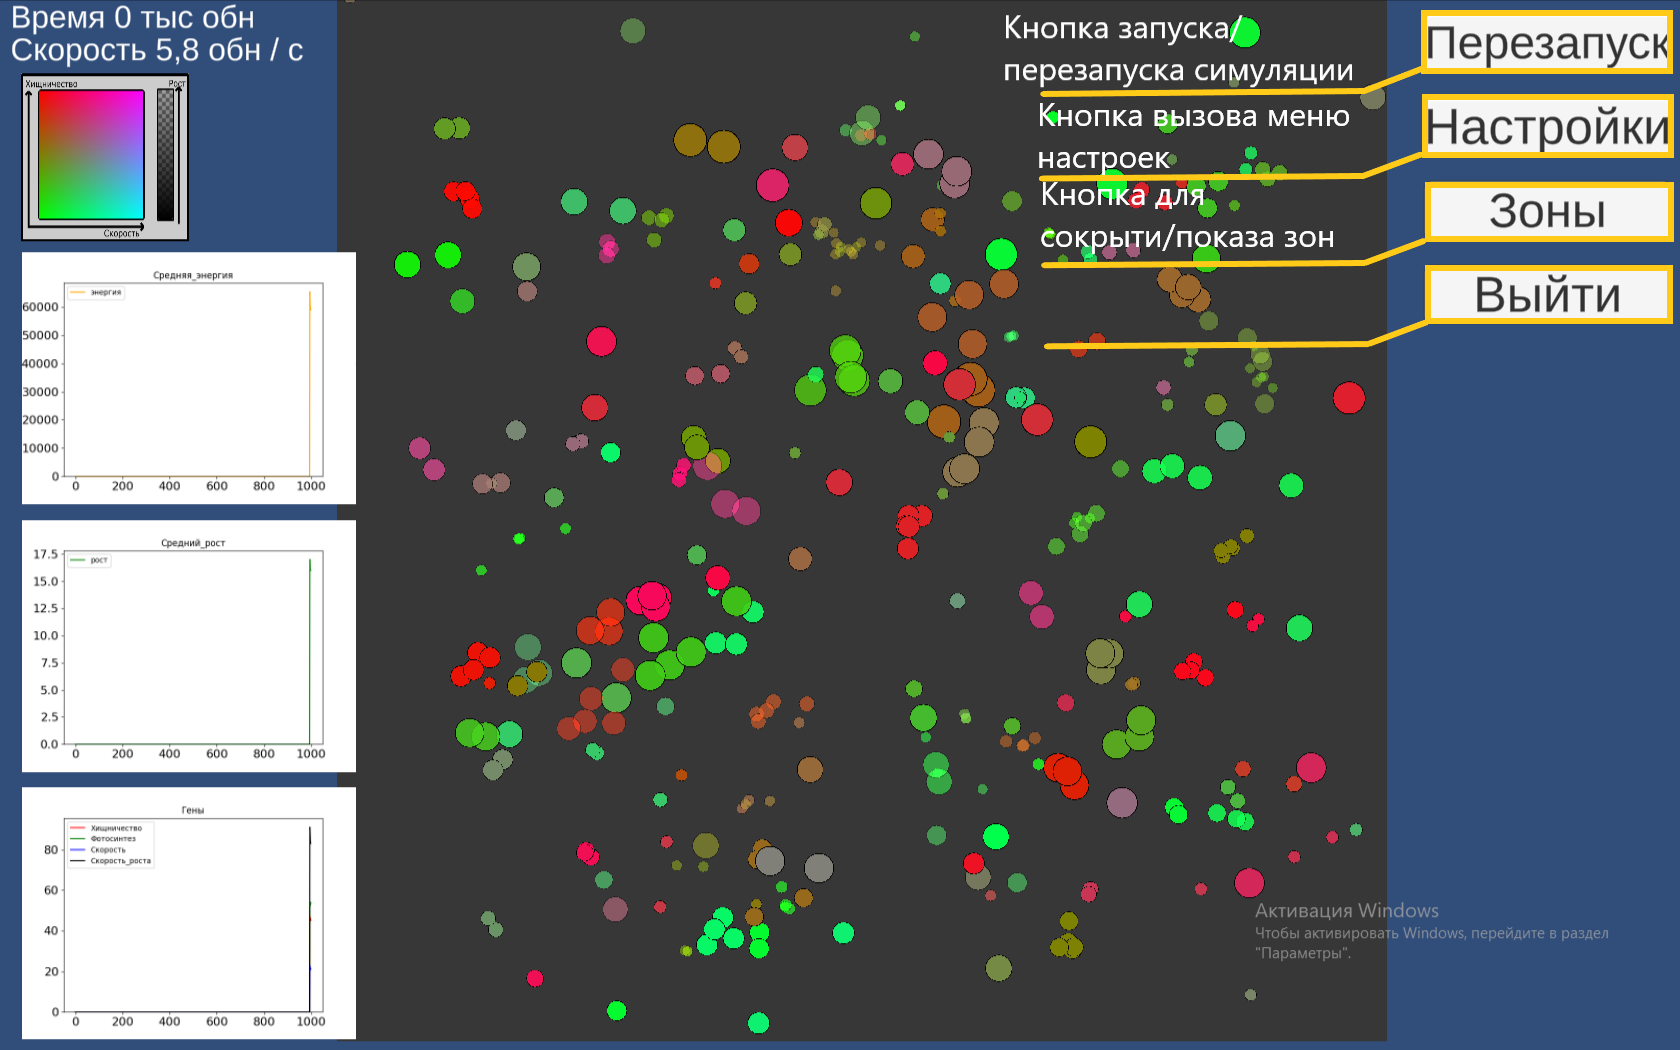 Время 0 тыс обн
Скорость 5,8 обн / с
Хищничество
Рост
Скорость
Средняя_энергия
энергия
60000
50000
40000
30000
20000
10000
0
0 200 400 600 800 1000
Средний_рост
рост
17.5
15.0
12.5
10.0
7.5
5.0
2.5
0.0
0 200 400 600 800 1000
Гены
Хищничество
Фотосинтез
Скорость
Скорость_роста
80
60
40
20
0
0 200 400 600 800 1000
Кнопка запуска/
перезапуска симуляции
Кнопка вызова меню
настроек
Кнопка для
сокрыти/показа зон
Перезапуск
Настройки
Зоны
Выйти
Активация Windows
Чтобы активировать Windows, перейдите в раздел
"Параметры".